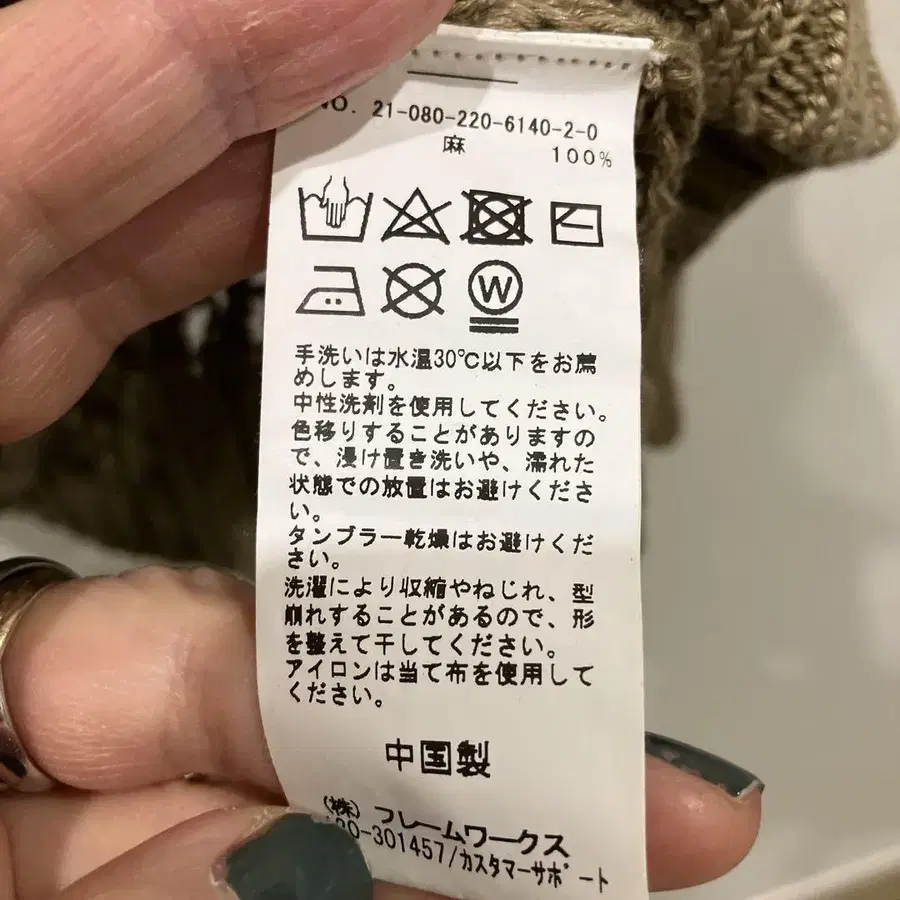 NO. 21-080-220-6140-2-0
麻 100%
W
手洗いは水温30℃以下をお薦
めします。
中性洗剤を使用してください。
色移りすることがありますの
で、浸け置き洗いや、濡れた
状態での放置はお避けくださ
い。
タンブラー乾燥はお避けくだ
さい。
洗濯により収縮やねじれ、型
崩れすることがあるので、形
を整えて干してください。
アイロンは当て布を使用して
ください。
中国製
(株) フレームワークス
120-301457/カスタマーサポート